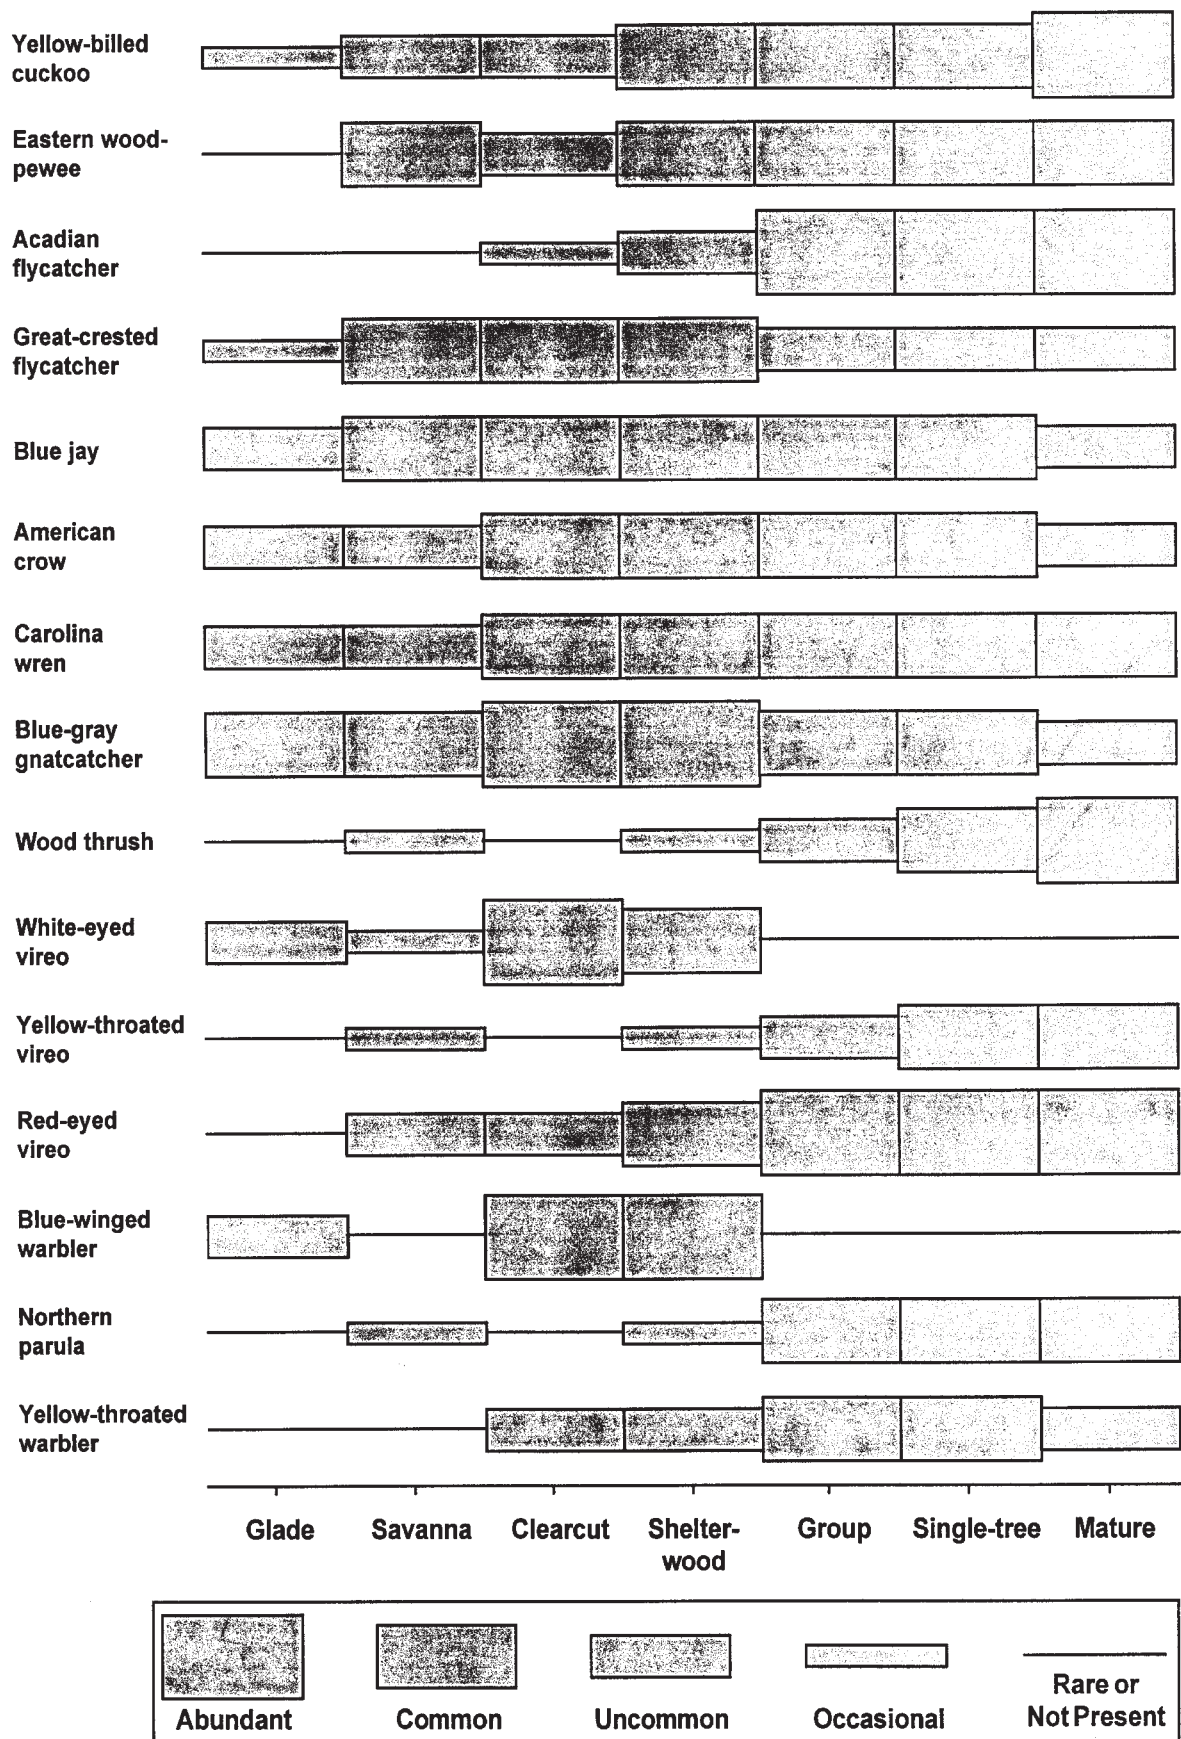 Yellow-billed
cuckoo
Eastern wood-
pewee
Acadian
flycatcher
Great-crested
flycatcher
Blue jay
American
crow
Carolina
wren
Blue-gray
gnatcatcher
Wood thrush
White-eyed
vireo
Yellow-throated
vireo
Red-eyed
vireo
Blue-winged
warbler
Northern
parula
Yellow-throated
warbler
Glade Savanna Clearcut Shelter- Group Single-tree Mature
wood
Abundant Common Uncommon Occasional Rare or
Not Present